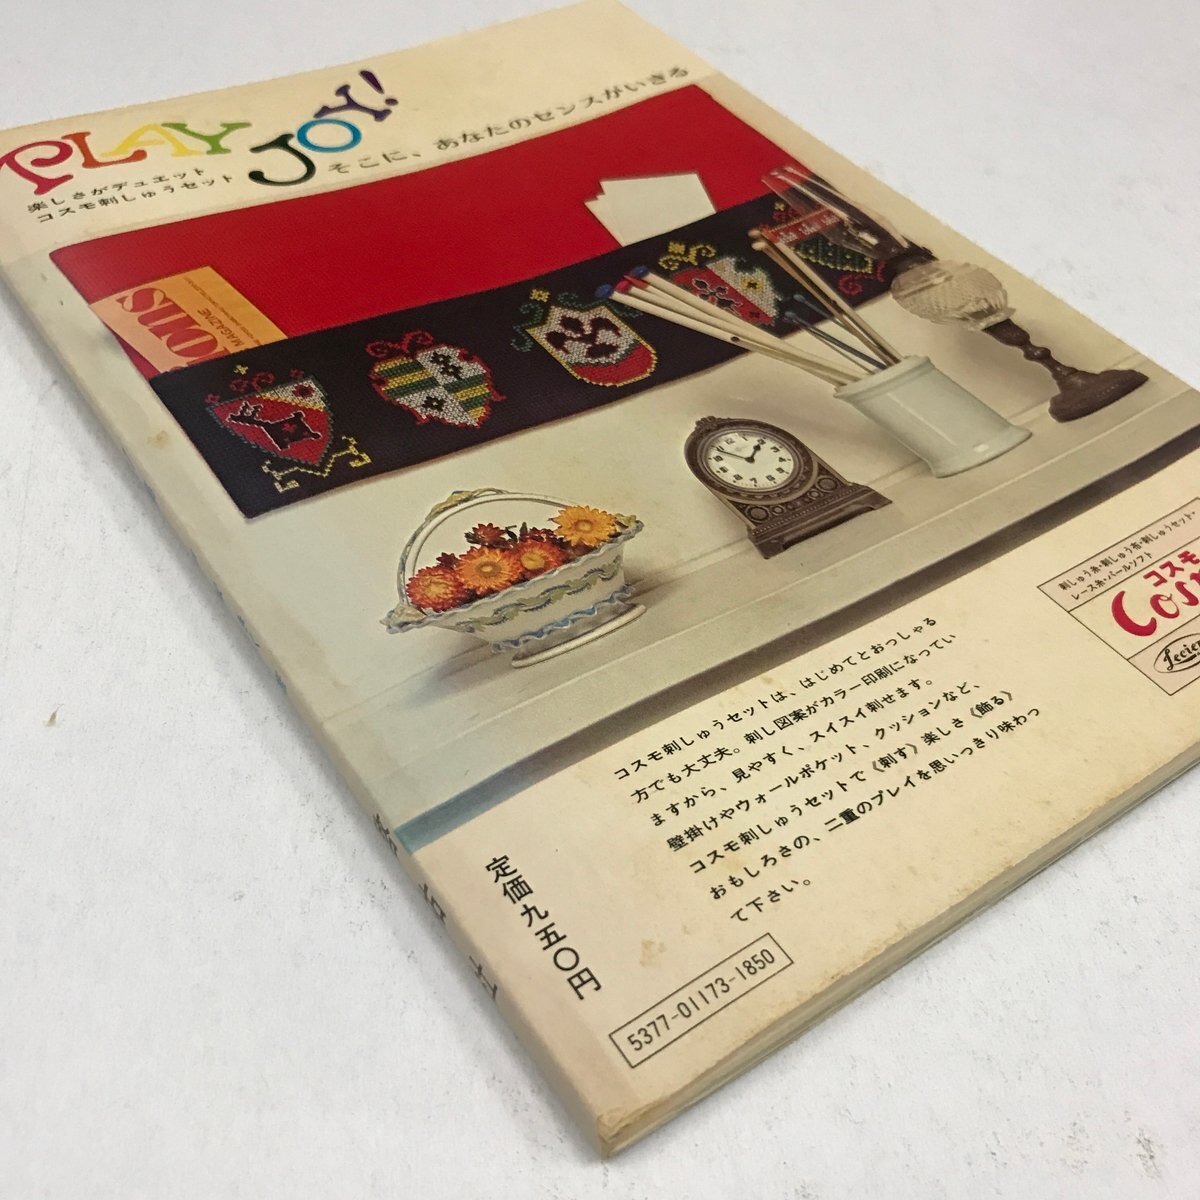 PLAY JOY!
楽しさがデュエット
コスモ刺しゅうセット
そこに、あなたのセンスがいきる
MAGAZINE
刺しゅう糸・刺しゅう布・刺しゅうセット・
レース糸・パールソフト
コスモ
Lecien
コスモ刺しゅうセットは、はじめてとおっしゃる
方でも大丈夫。刺し図案がカラー印刷になってい
ますから、見やすく、スイスイ刺せます。
壁掛けやウォールポケット、クッションなど、
コスモ刺しゅうセットで《刺す》楽しさ《飾る》
おもしろさの、二重のプレイを思いっきり味わっ
て下さい。
定価九五〇円
5377-01173-1850